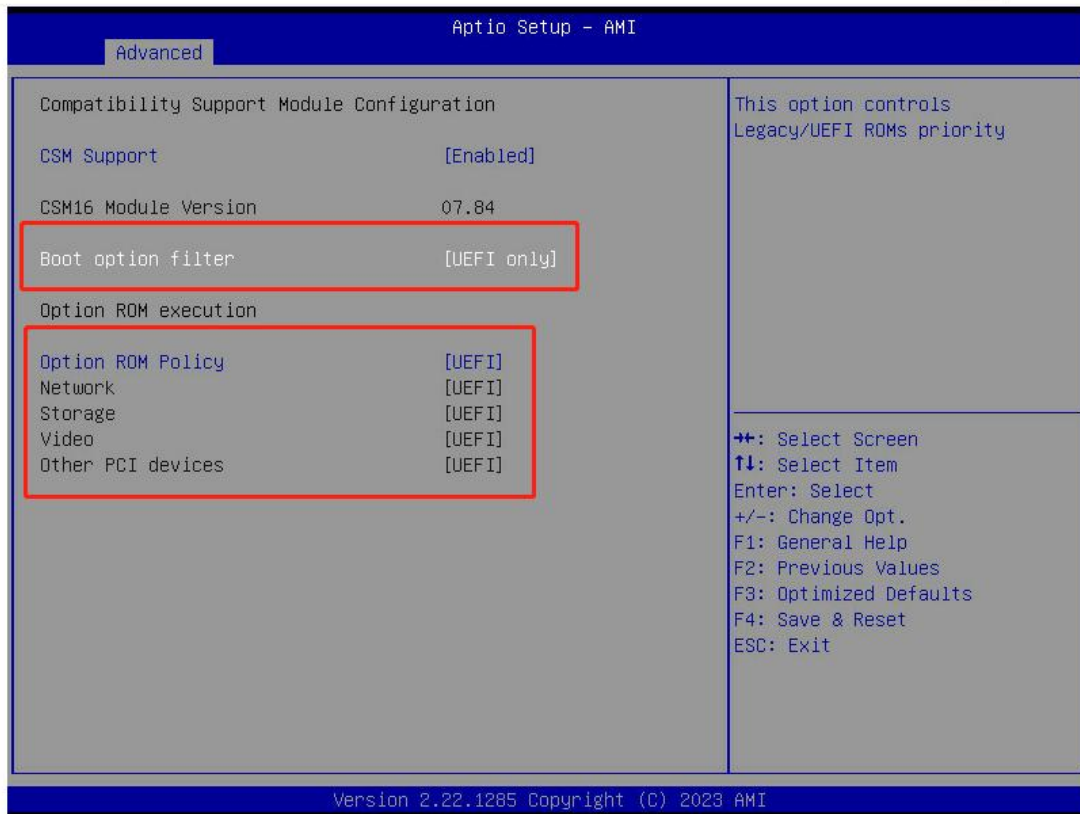 Aptio Setup – AMI
Advanced
Compatibility Support Module Configuration
CSM Support [Enabled]
CSM16 Module Version 07.84
Boot option filter [UEFI only]
Option ROM execution
Option ROM Policy [UEFI]
Network [UEFI]
Storage [UEFI]
Video [UEFI]
Other PCI devices [UEFI]
This option controls
Legacy/UEFI ROMs priority
→←: Select Screen
↑↓: Select Item
Enter: Select
+/-: Change Opt.
F1: General Help
F2: Previous Values
F3: Optimized Defaults
F4: Save & Reset
ESC: Exit
Version 2.22.1285 Copyright (C) 2023 AMI